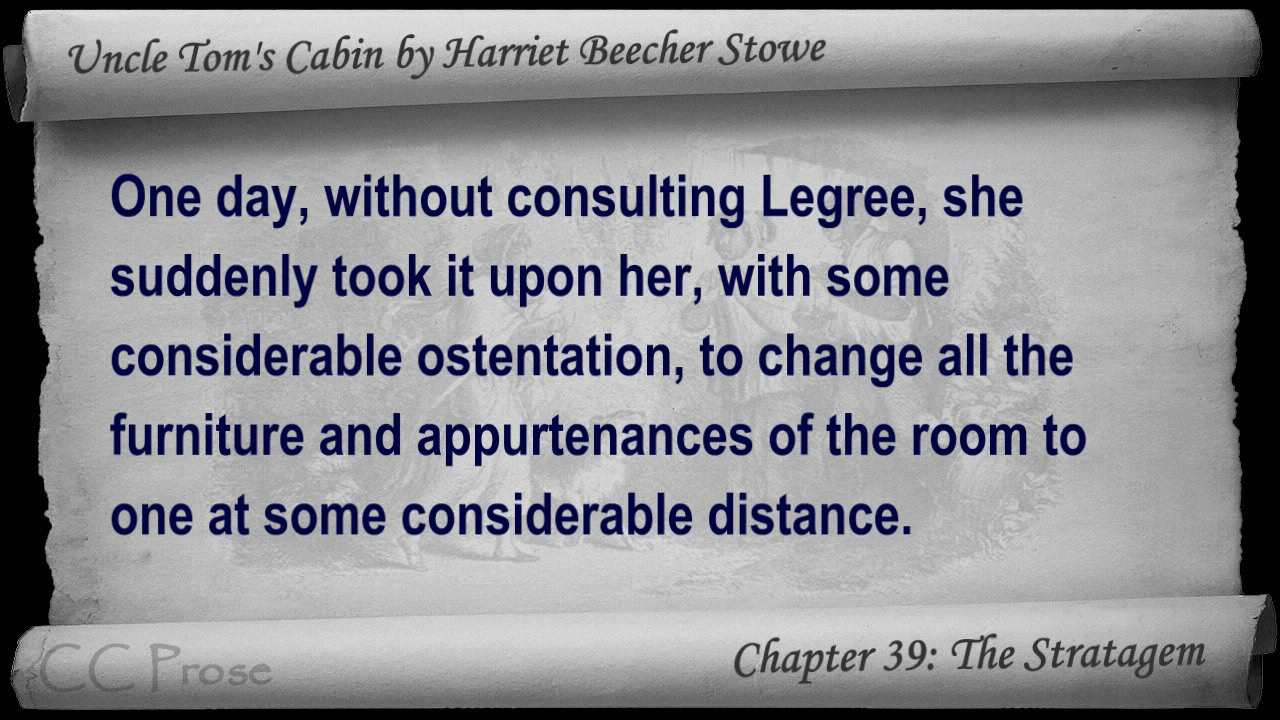 Uncle Tom's Cabin by Harriet Beecher Stowe
One day, without consulting Legree, she
suddenly took it upon her, with some
considerable ostentation, to change all the
furniture and appurtenances of the room to
one at some considerable distance.
CC Prose
Chapter 39: The Stratagem